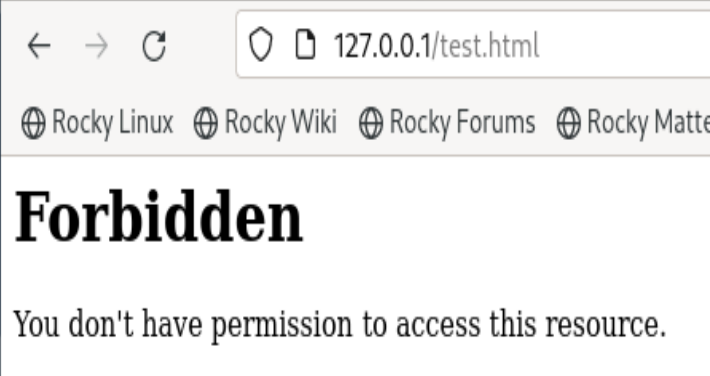 127.0.0.1/test.html
Rocky Linux Rocky Wiki Rocky Forums Rocky Matte
Forbidden
You don't have permission to access this resource.